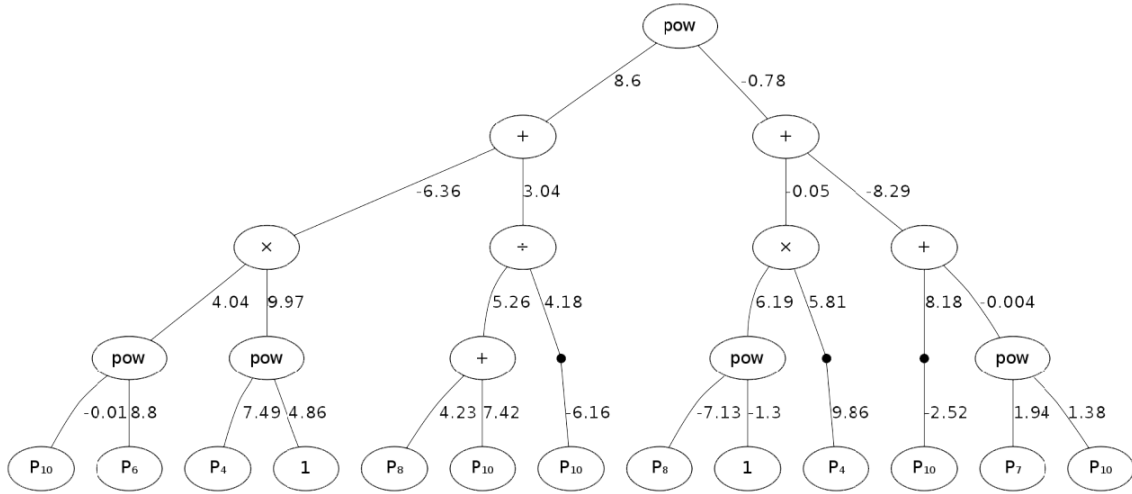 pow
8.6 -0.78
+ +
-6.36 3.04 -0.05 -8.29
× ÷ × +
4.04 9.97 5.26 4.18 6.19 5.81 8.18 -0.004
pow pow + pow pow
-0.01 8.8 7.49 4.86 4.23 7.42 -6.16 -7.13 -1.3 9.86 -2.52 1.94 1.38
P₁₀ P₆ P₄ 1 P₈ P₁₀ P₁₀ P₈ 1 P₄ P₁₀ P₇ P₁₀